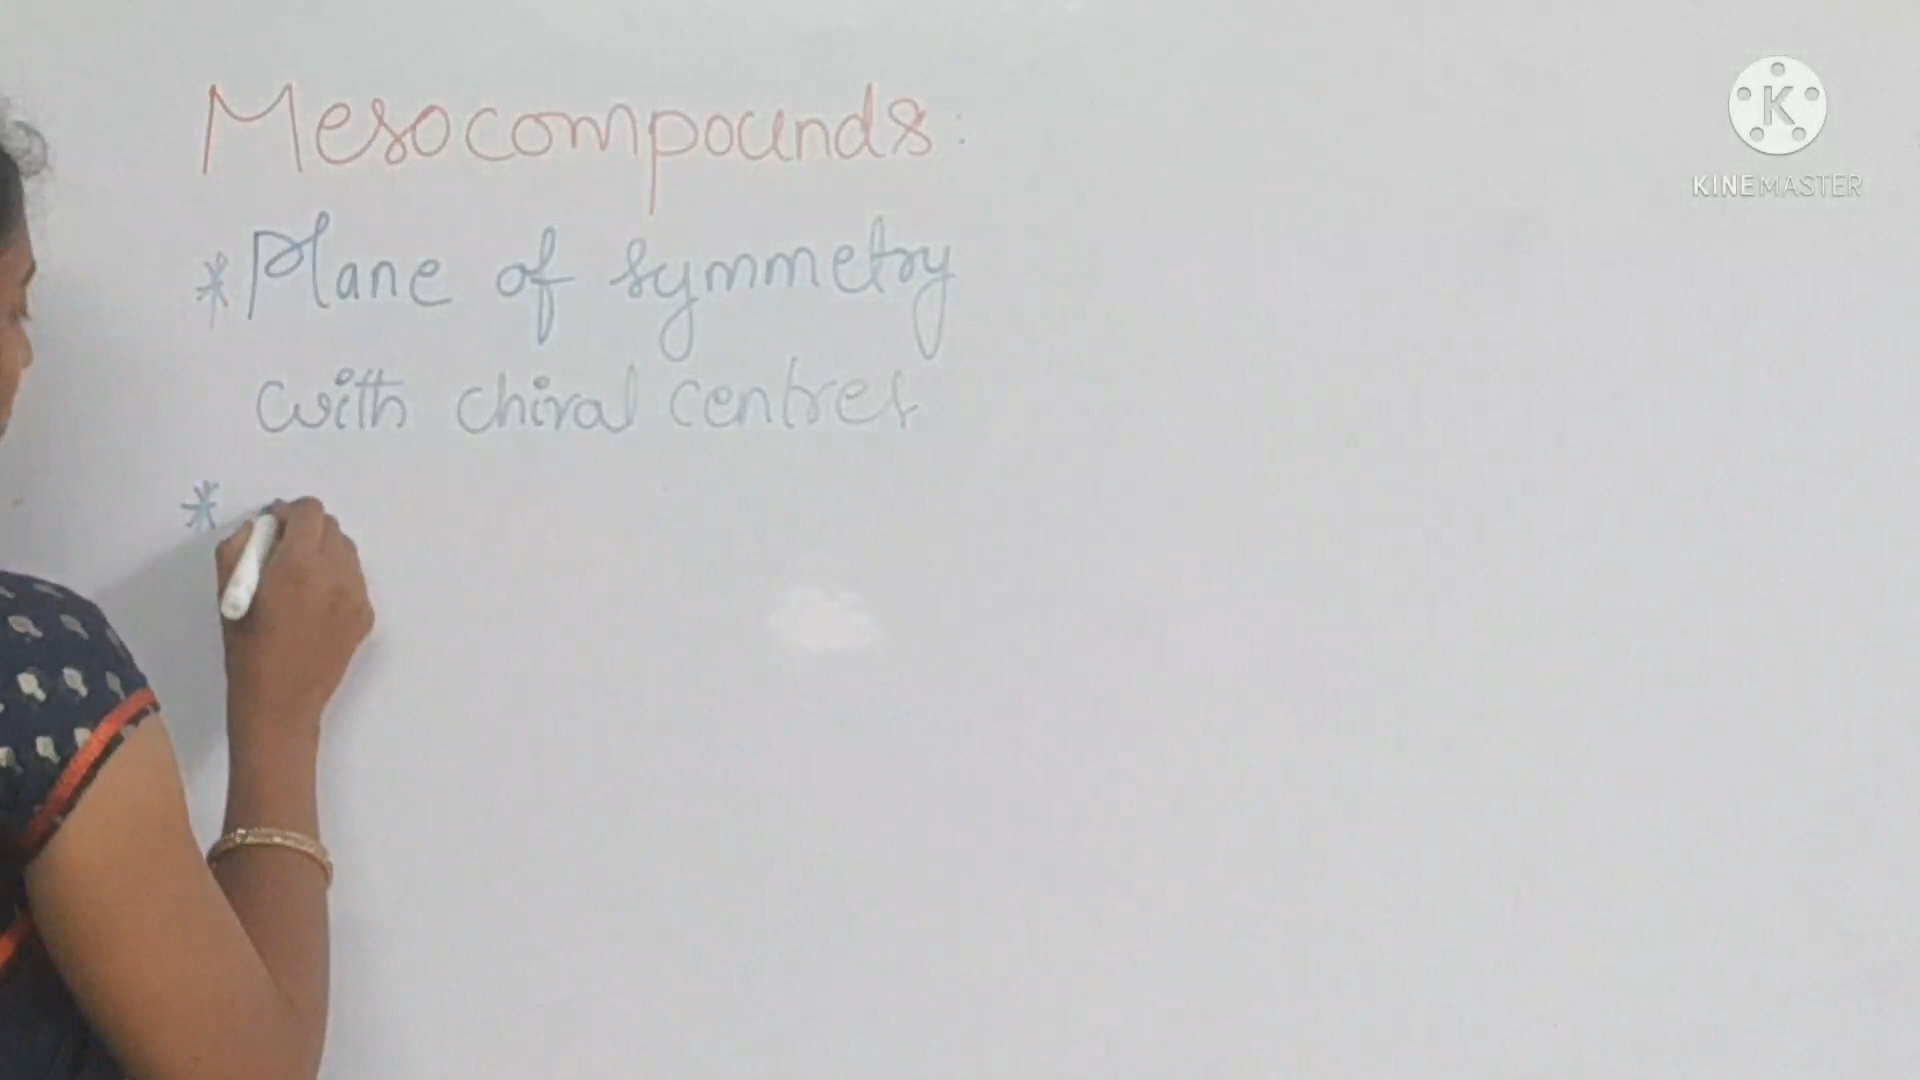 Mesocompounds:
* Plane of symmetry
with chiral centres
*
K
KINEMASTER